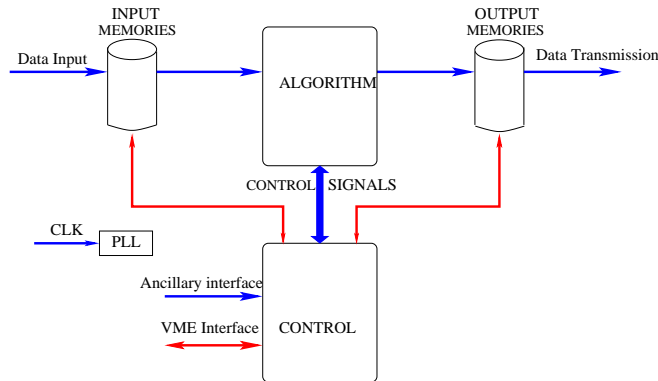 INPUT
MEMORIES
OUTPUT
MEMORIES
Data Input
ALGORITHM
Data Transmission
CONTROL SIGNALS
CLK
PLL
Ancillary interface
VME Interface
CONTROL